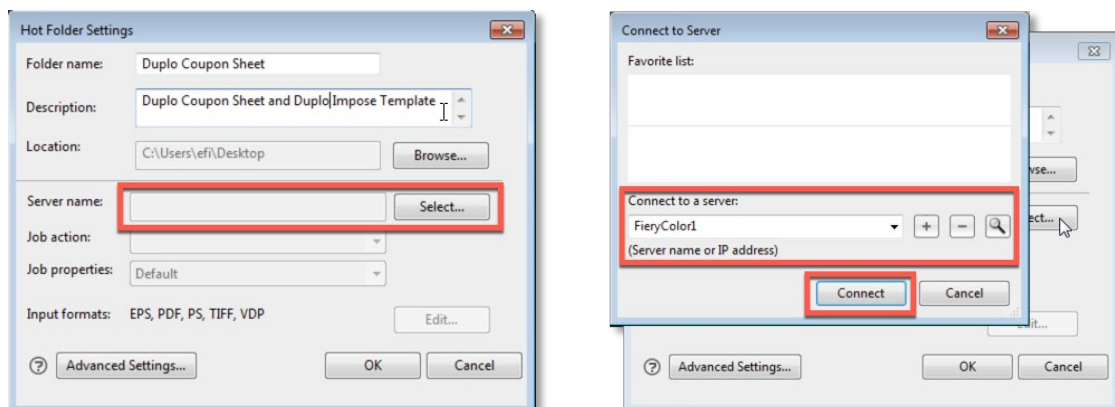 Hot Folder Settings
Folder name: Duplo Coupon Sheet
Description: Duplo Coupon Sheet and Duplo Impose Template
Location: C:\Users\efi\Desktop Browse...
Server name: Select...
Job action:
Job properties: Default
Input formats: EPS, PDF, PS, TIFF, VDP Edit...
? Advanced Settings... OK Cancel
Connect to Server
Favorite list:
Connect to a server:
FieryColor1 + −
(Server name or IP address)
Connect Cancel
? Advanced Settings... OK Cancel